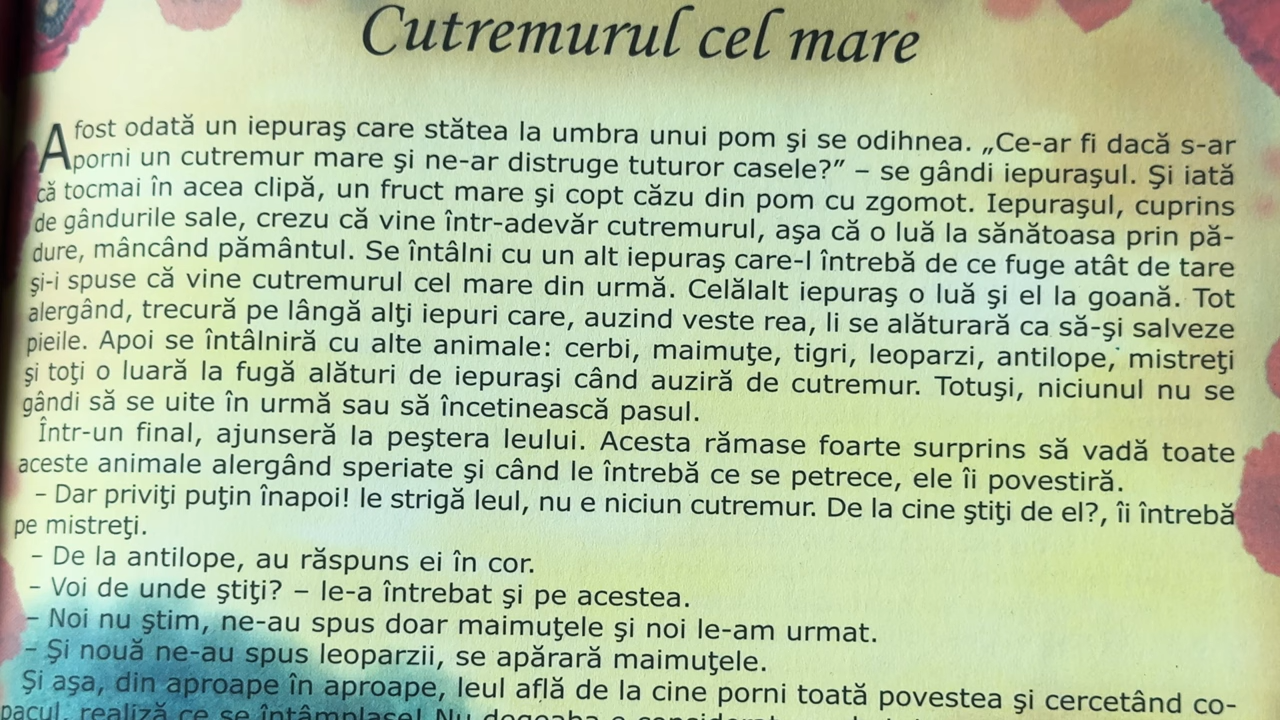 Cutremurul cel mare
A fost odată un iepuraş care stătea la umbra unui pom şi se odihnea. „Ce-ar fi dacă s-ar
porni un cutremur mare şi ne-ar distruge tuturor casele?” – se gândi iepuraşul. Şi iată
că tocmai în acea clipă, un fruct mare şi copt căzu din pom cu zgomot. Iepuraşul, cuprins
de gândurile sale, crezu că vine într-adevăr cutremurul, aşa că o luă la sănătoasa prin pă-
dure, mâncând pământul. Se întâlni cu un alt iepuraş care-l întrebă de ce fuge atât de tare
şi-i spuse că vine cutremurul cel mare din urmă. Celălalt iepuraş o luă şi el la goană. Tot
alergând, trecură pe lângă alţi iepuri care, auzind veste rea, li se alăturară ca să-şi salveze
pieile. Apoi se întâlniră cu alte animale: cerbi, maimuţe, tigri, leoparzi, antilope, mistreţi
şi toţi o luară la fugă alături de iepuraşi când auziră de cutremur. Totuşi, niciunul nu se
gândi să se uite în urmă sau să încetinească pasul.
Într-un final, ajunseră la peştera leului. Acesta rămase foarte surprins să vadă toate
aceste animale alergând speriate şi când le întrebă ce se petrece, ele îi povestiră.
– Dar priviţi puţin înapoi! le strigă leul, nu e niciun cutremur. De la cine ştiţi de el?, îi întrebă
pe mistreţi.
– De la antilope, au răspuns ei în cor.
– Voi de unde ştiţi? – le-a întrebat şi pe acestea.
– Noi nu ştim, ne-au spus doar maimuţele şi noi le-am urmat.
– Şi nouă ne-au spus leoparzii, se apărară maimuţele.
Şi aşa, din aproape în aproape, leul află de la cine porni toată povestea şi cercetând co-
pacul, realiză ce se întâmplase! Nu degeaba